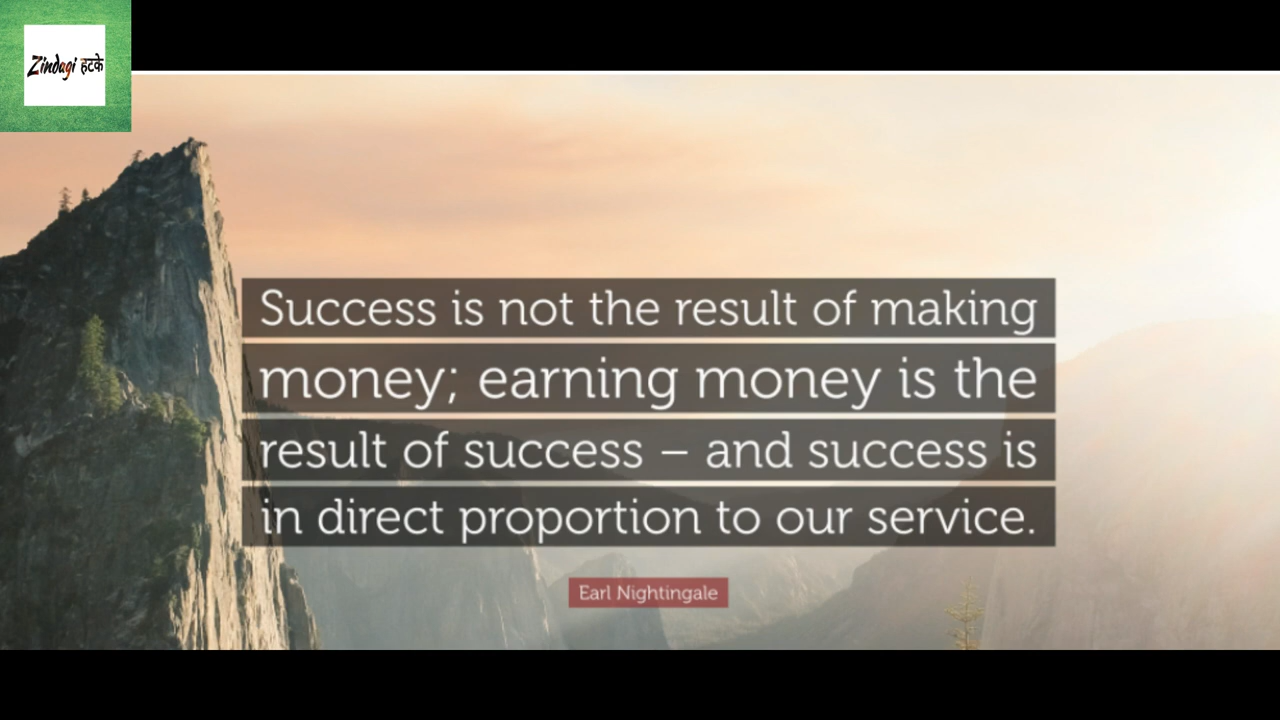 Zindagi हटके
Success is not the result of making
money; earning money is the
result of success – and success is
in direct proportion to our service.
Earl Nightingale